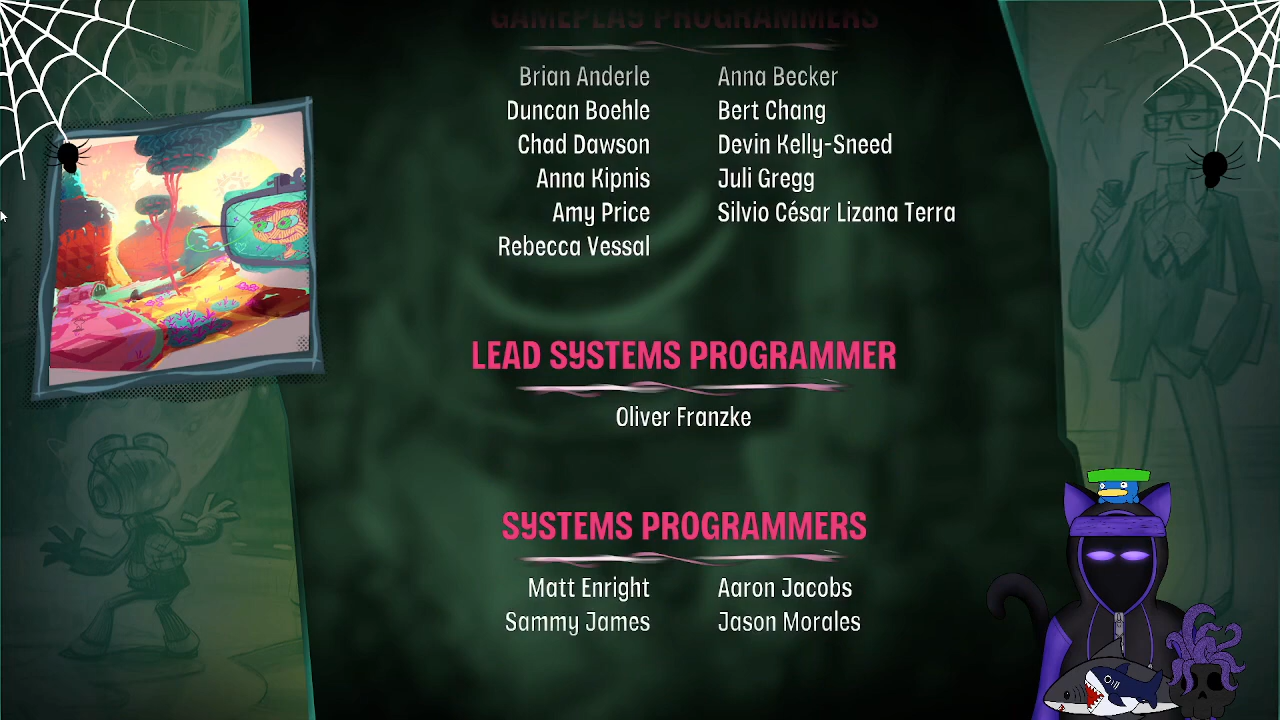 GAMEPLAY PROGRAMMERS
Brian Anderle Anna Becker
Duncan Boehle Bert Chang
Chad Dawson Devin Kelly-Sneed
Anna Kipnis Juli Gregg
Amy Price Silvio César Lizana Terra
Rebecca Vessal
LEAD SYSTEMS PROGRAMMER
Oliver Franzke
SYSTEMS PROGRAMMERS
Matt Enright Aaron Jacobs
Sammy James Jason Morales